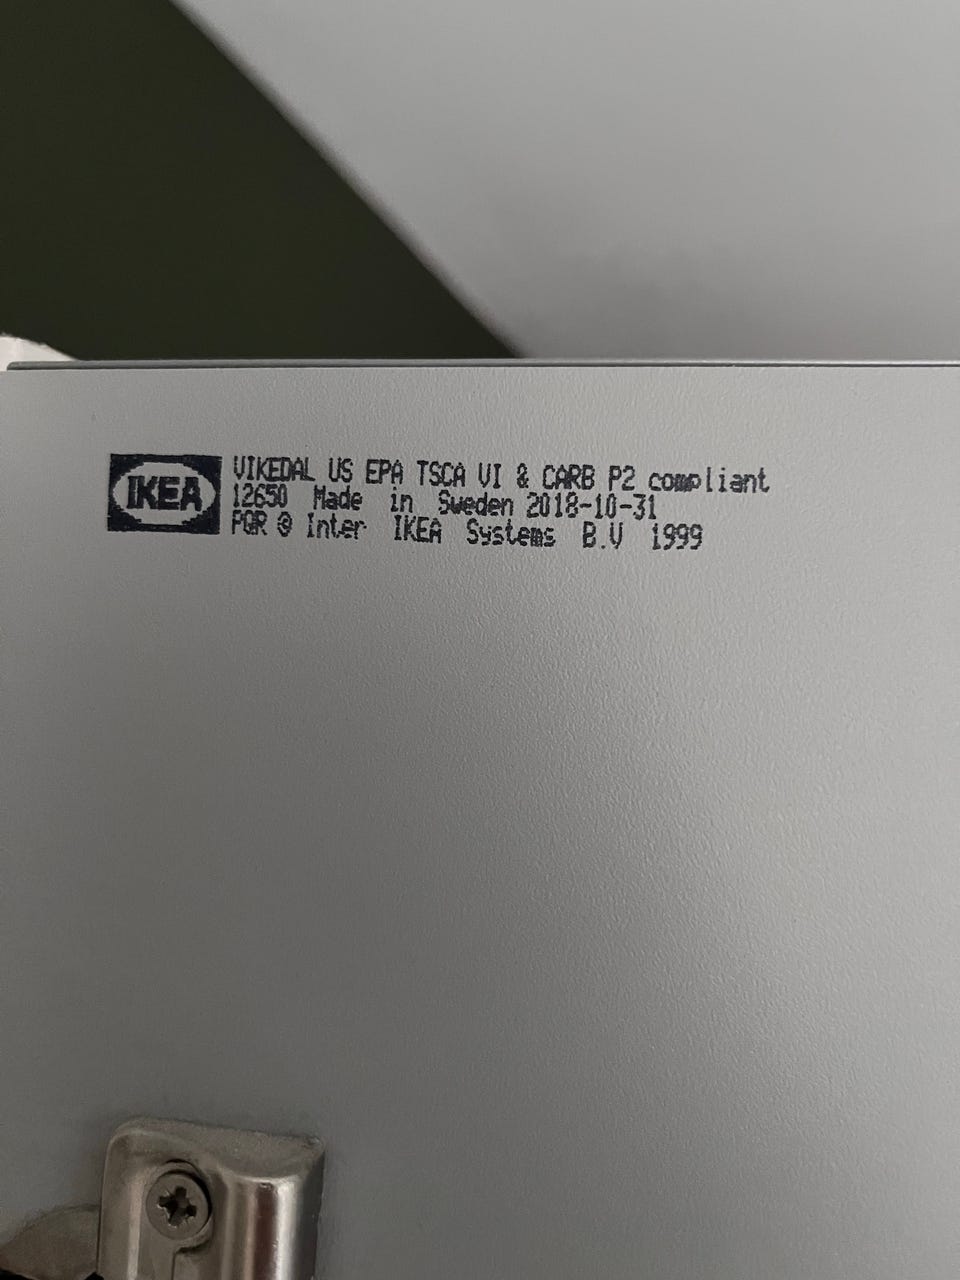 IKEA
VIKEDAL US EPA TSCA VI & CARB P2 compliant
12650 Made in Sweden 2018-10-31
PQR © Inter IKEA Systems B.V 1999